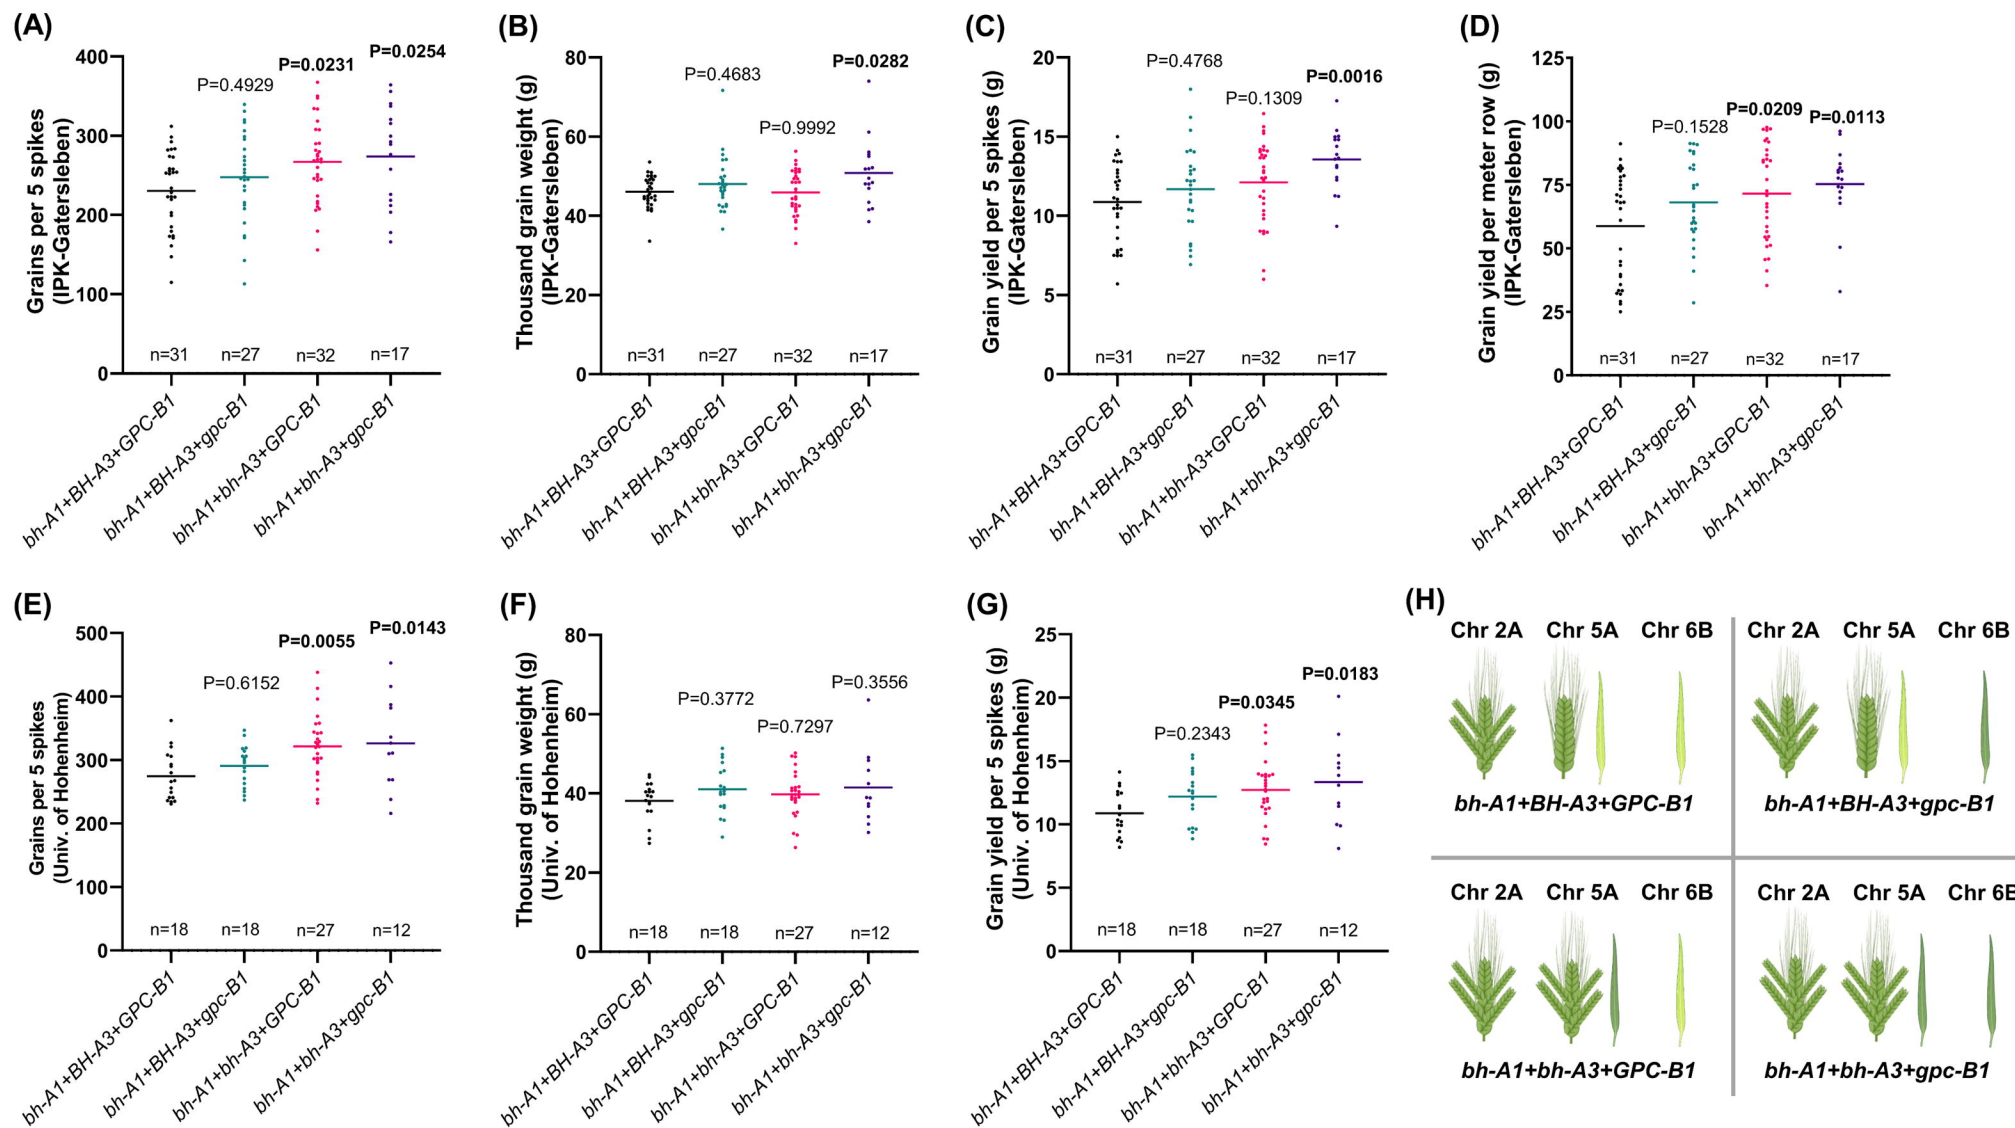 (A)
Grains per 5 spikes
(IPK-Gatersleben)
400
300
200
100
0
P=0.4929
P=0.0231
P=0.0254
n=31
n=27
n=32
n=17
bh-A1+BH-A3+GPC-B1
bh-A1+BH-A3+gpc-B1
bh-A1+bh-A3+GPC-B1
bh-A1+bh-A3+gpc-B1
(B)
Thousand grain weight (g)
(IPK-Gatersleben)
80
60
40
20
0
P=0.4683
P=0.9992
P=0.0282
n=31
n=27
n=32
n=17
bh-A1+BH-A3+GPC-B1
bh-A1+BH-A3+gpc-B1
bh-A1+bh-A3+GPC-B1
bh-A1+bh-A3+gpc-B1
(C)
Grain yield per 5 spikes (g)
(IPK-Gatersleben)
20
15
10
5
0
P=0.4768
P=0.1309
P=0.0016
n=31
n=27
n=32
n=17
bh-A1+BH-A3+GPC-B1
bh-A1+BH-A3+gpc-B1
bh-A1+bh-A3+GPC-B1
bh-A1+bh-A3+gpc-B1
(D)
Grain yield per meter row (g)
(IPK-Gatersleben)
125
100
75
50
25
0
P=0.1528
P=0.0209
P=0.0113
n=31
n=27
n=32
n=17
bh-A1+BH-A3+GPC-B1
bh-A1+BH-A3+gpc-B1
bh-A1+bh-A3+GPC-B1
bh-A1+bh-A3+gpc-B1
(E)
Grains per 5 spikes
(Univ. of Hohenheim)
500
400
300
200
100
0
P=0.6152
P=0.0055
P=0.0143
n=18
n=18
n=27
n=12
bh-A1+BH-A3+GPC-B1
bh-A1+BH-A3+gpc-B1
bh-A1+bh-A3+GPC-B1
bh-A1+bh-A3+gpc-B1
(F)
Thousand grain weight (g)
(Univ. of Hohenheim)
80
60
40
20
0
P=0.3772
P=0.7297
P=0.3556
n=18
n=18
n=27
n=12
bh-A1+BH-A3+GPC-B1
bh-A1+BH-A3+gpc-B1
bh-A1+bh-A3+GPC-B1
bh-A1+bh-A3+gpc-B1
(G)
Grain yield per 5 spikes (g)
(Univ. of Hohenheim)
25
20
15
10
5
0
P=0.2343
P=0.0345
P=0.0183
n=18
n=18
n=27
n=12
bh-A1+BH-A3+GPC-B1
bh-A1+BH-A3+gpc-B1
bh-A1+bh-A3+GPC-B1
bh-A1+bh-A3+gpc-B1
(H)
Chr 2A Chr 5A Chr 6B
bh-A1+BH-A3+GPC-B1
Chr 2A Chr 5A Chr 6B
bh-A1+BH-A3+gpc-B1
Chr 2A Chr 5A Chr 6B
bh-A1+bh-A3+GPC-B1
Chr 2A Chr 5A Chr 6B
bh-A1+bh-A3+gpc-B1